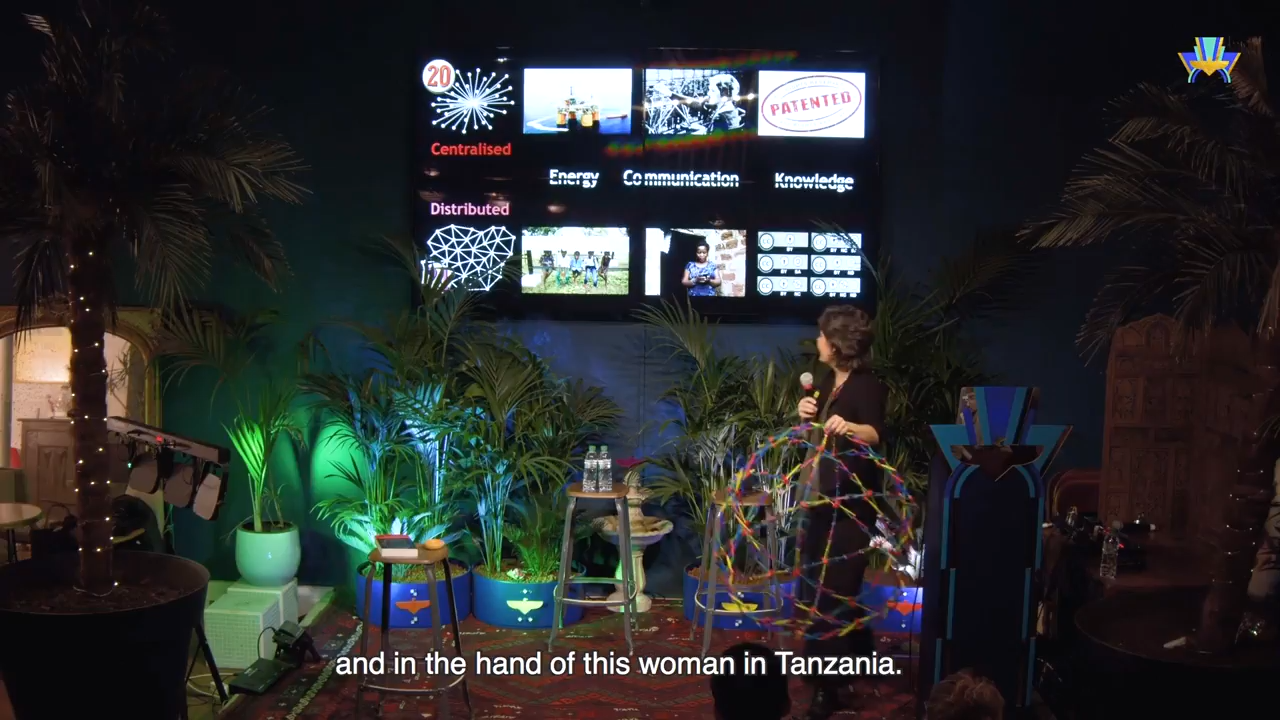 20
PATENTED
Centralised
Energy Communication Knowledge
Distributed
and in the hand of this woman in Tanzania.